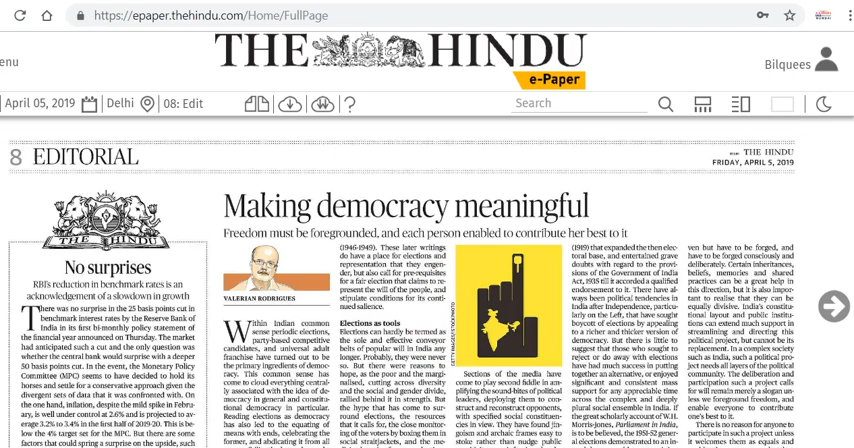 https://epaper.thehindu.com/Home/FullPage
THE HINDU
e-Paper
enu
Bilquees
April 05, 2019
Delhi
08: Edit
?
Search
8 EDITORIAL
THE HINDU
FRIDAY, APRIL 5, 2019
THE HINDU
No surprises
RBI's reduction in benchmark rates is an
acknowledgement of a slowdown in growth
There was no surprise in the 25 basis points cut in
benchmark interest rates by the Reserve Bank of
India in its first bi-monthly policy statement of
the financial year announced on Thursday. The market
had anticipated such a cut and the only question was
whether the central bank would surprise with a deeper
50 basis points cut. In the event, the Monetary Policy
Committee (MPC) seems to have decided to hold its
horses and settle for a conservative approach given the
divergent sets of data that it was confronted with. On
the one hand, inflation, despite the mild spike in Febru-
ary, is well under control at 2.6% and is projected to av-
erage 3.2% to 3.4% in the first half of 2019-20. This is be-
low the 4% target set for the MPC. But there are some
factors that could spring a surprise on the upside, such
Making democracy meaningful
Freedom must be foregrounded, and each person enabled to contribute her best to it
VALERIAN RODRIGUES
Within Indian common
sense periodic elections,
party-based competitive
candidates, and universal adult
franchise have turned out to be
the primary ingredients of democ-
racy. This common sense has
come to cloud everything central-
ly associated with the idea of de-
mocracy in general and constitu-
tional democracy in particular.
Reading elections as democracy
has also led to the equating of
means with ends, celebrating the
former, and abdicating it from all
(1946-1949). These later writings
do have a place for elections and
representation that they engen-
der, but also call for pre-requisites
for a fair election that claims to re-
present the will of the people, and
stipulate conditions for its conti-
nued salience.
Elections as tools
Elections can hardly be termed as
the sole and effective conveyor
belts of popular will in India any
longer. Probably, they never were
so. But there were reasons to
hope, as the poor and the margi-
nalised, cutting across diversity
and the social and gender divide,
rallied behind it in strength. But
the hype that has come to sur-
round elections, the resources
that it calls for, the close monitor-
ing of the voters by boxing them in
social straitjackets, and the me-
GETTY IMAGES/ISTOCKPHOTO
Sections of the media have
come to play second fiddle in am-
plifying the sound-bites of political
leaders, deploying them to con-
struct and reconstruct opponents,
with specified social constituen-
cies in view. They have found jin-
goism and archaic frames easy to
stoke rather than nudge public
(1919) that expanded the then elec-
toral base, and entertained grave
doubts with regard to the provi-
sions of the Government of India
Act, 1935 till it accorded a qualified
endorsement to it. There have al-
ways been political tendencies in
India after Independence, particu-
larly on the Left, that have sought
boycott of elections by appealing
to a richer and thicker version of
democracy. But there is little to
suggest that those who sought to
reject or do away with elections
have had much success in putting
together an alternative, or enjoyed
significant and consistent mass
support for any appreciable time
across the complex and deeply
plural social ensemble in India. If
the great scholarly account of W.H.
Morris-Jones, Parliament in India,
is to be believed, the 1951-52 gener-
al elections demonstrated to an in-
ven but have to be forged, and
have to be forged consciously and
deliberately. Certain inheritances,
beliefs, memories and shared
practices can be a great help in
this direction, but it is also impor-
tant to realise that they can be
equally divisive. India's constitu-
tional layout and public institu-
tions can extend much support in
streamlining and directing this
political project, but cannot be its
replacement. In a complex society
such as India, such a political pro-
ject needs all layers of the political
community. The deliberation and
participation such a project calls
for will remain merely a slogan un-
less we foreground freedom, and
enable everyone to contribute
one's best to it.
There is no reason for anyone to
participate in such a project unless
it welcomes them as equals and